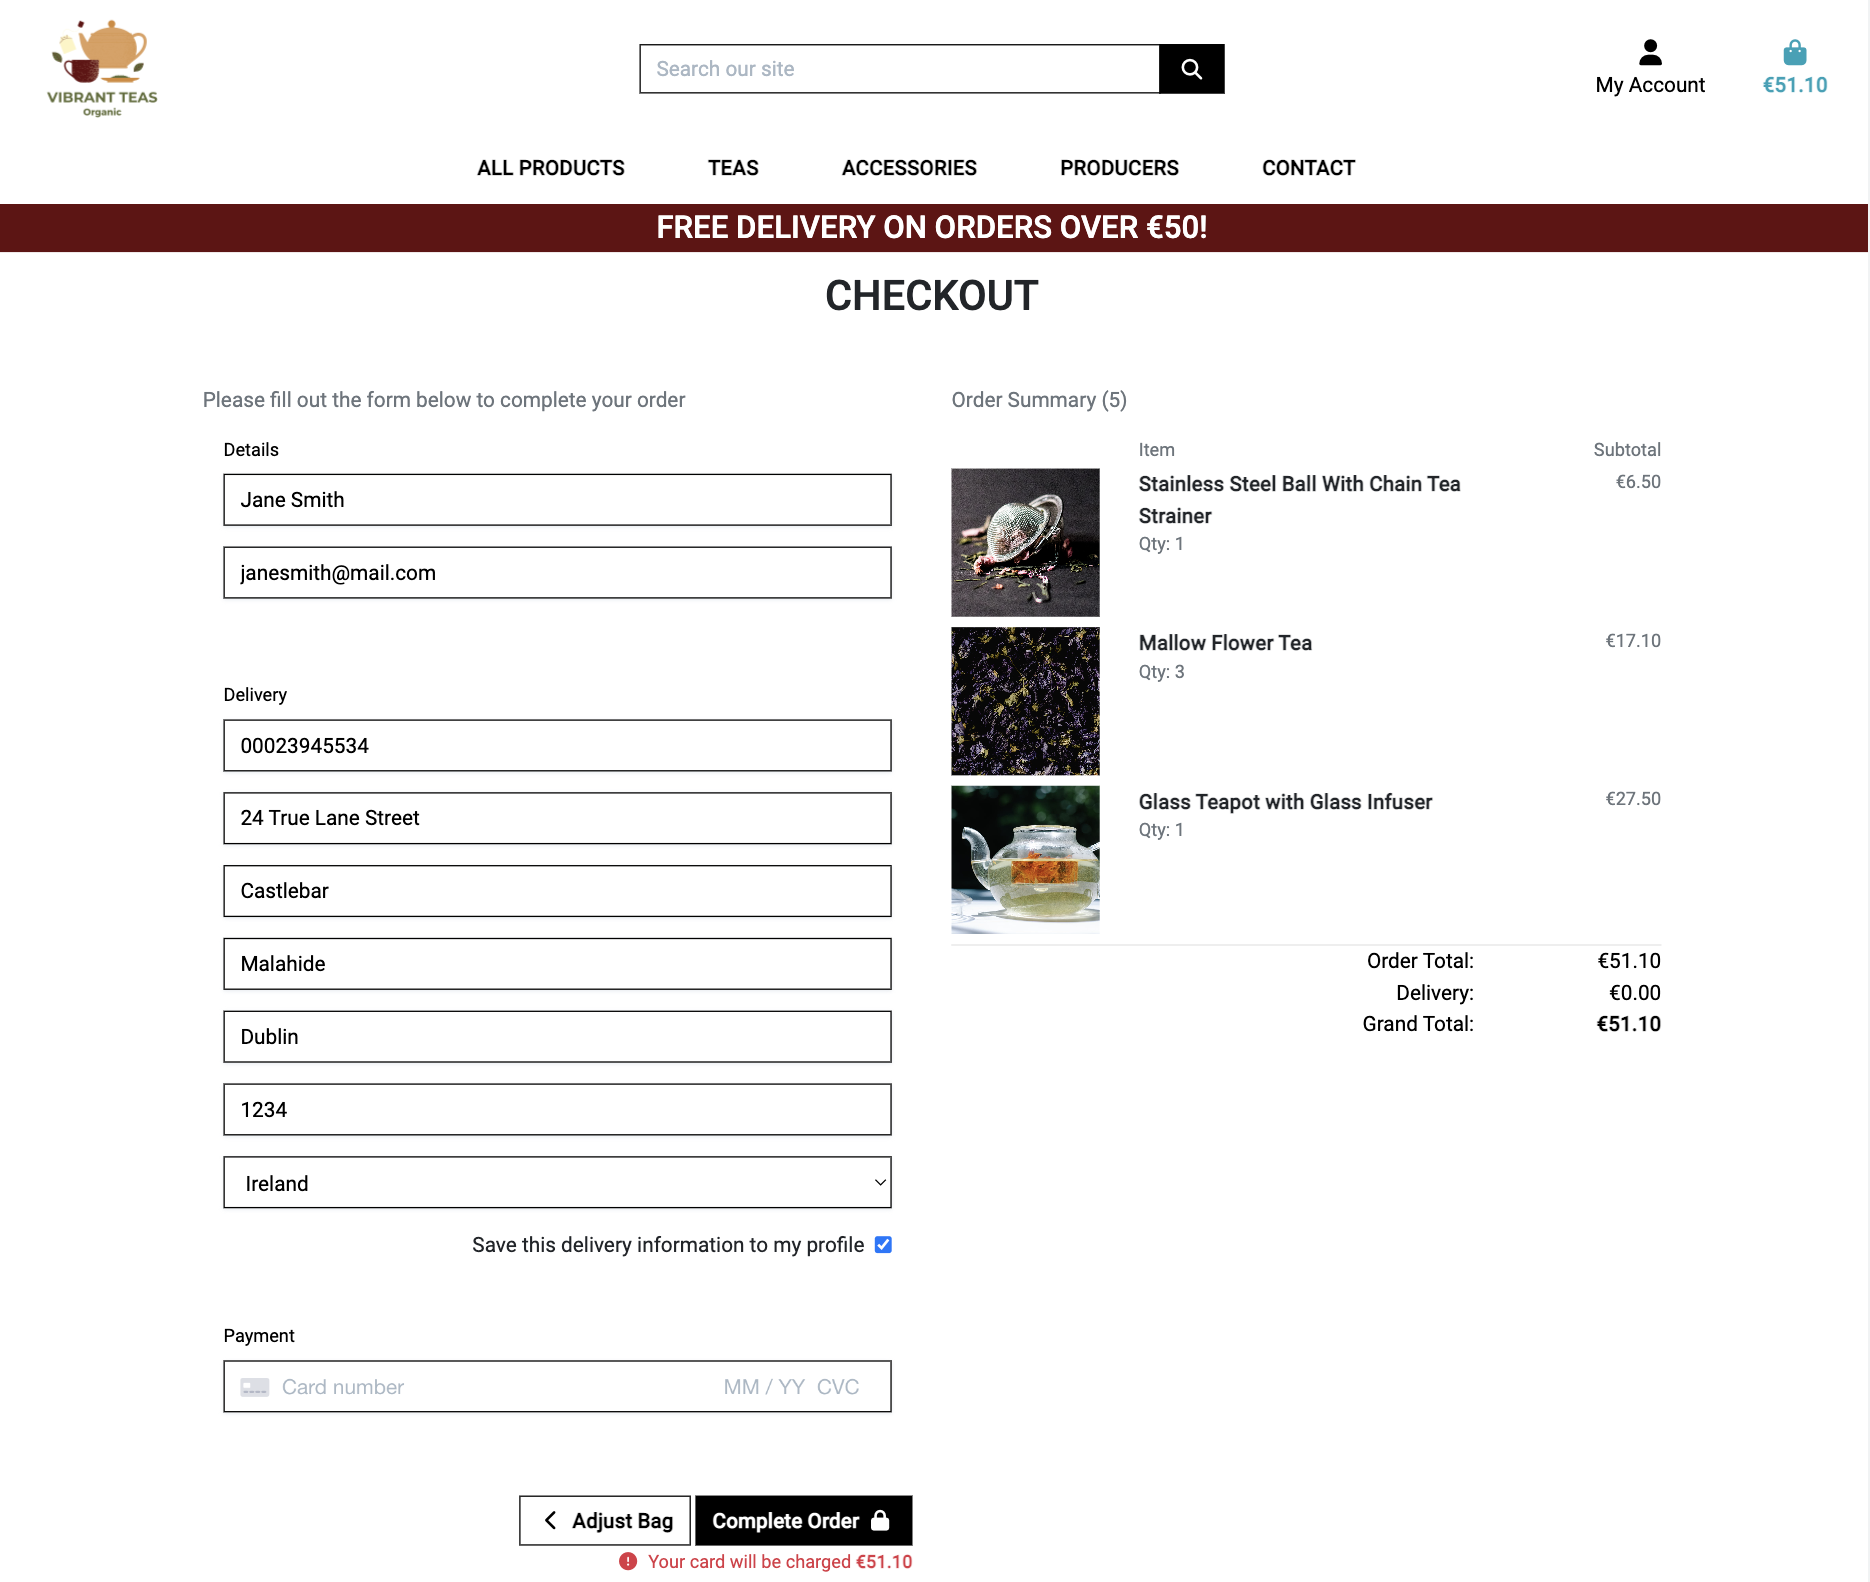 VIBRANT TEAS
Organic
Search our site
My Account
€51.10
ALL PRODUCTS TEAS ACCESSORIES PRODUCERS CONTACT
FREE DELIVERY ON ORDERS OVER €50!
CHECKOUT
Please fill out the form below to complete your order
Details
Jane Smith
janesmith@mail.com
Delivery
00023945534
24 True Lane Street
Castlebar
Malahide
Dublin
1234
Ireland
Save this delivery information to my profile
Payment
Card number MM / YY CVC
Adjust Bag Complete Order
Your card will be charged €51.10
Order Summary (5)
Item Subtotal
Stainless Steel Ball With Chain Tea €6.50
Strainer
Qty: 1
Mallow Flower Tea €17.10
Qty: 3
Glass Teapot with Glass Infuser €27.50
Qty: 1
Order Total: €51.10
Delivery: €0.00
Grand Total: €51.10